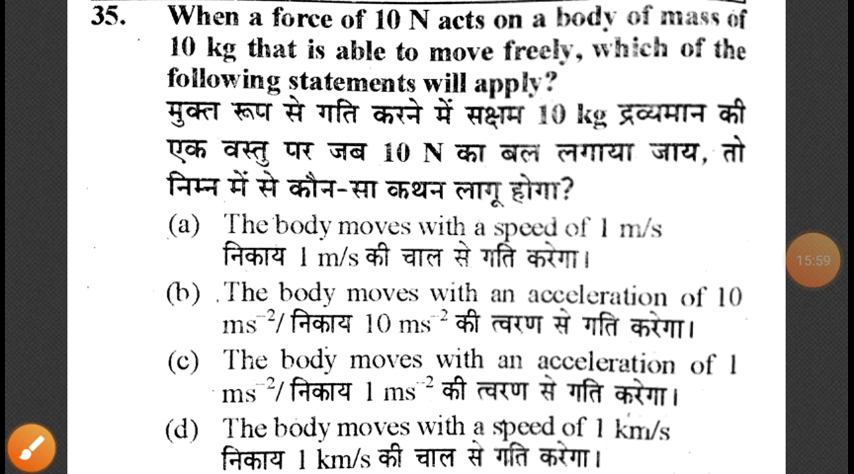 35. When a force of 10 N acts on a body of mass of
10 kg that is able to move freely, which of the
following statements will apply?
मुक्त रूप से गति करने में सक्षम 10 kg द्रव्यमान की
एक वस्तु पर जब 10 N का बल लगाया जाय, तो
निम्न में से कौन-सा कथन लागू होगा?
(a) The body moves with a speed of 1 m/s
निकाय 1 m/s की चाल से गति करेगा।
(b) The body moves with an acceleration of 10
ms⁻²/ निकाय 10 ms⁻² की त्वरण से गति करेगा।
(c) The body moves with an acceleration of 1
ms⁻²/ निकाय 1 ms⁻² की त्वरण से गति करेगा।
(d) The body moves with a speed of 1 km/s
निकाय 1 km/s की चाल से गति करेगा।
15:59